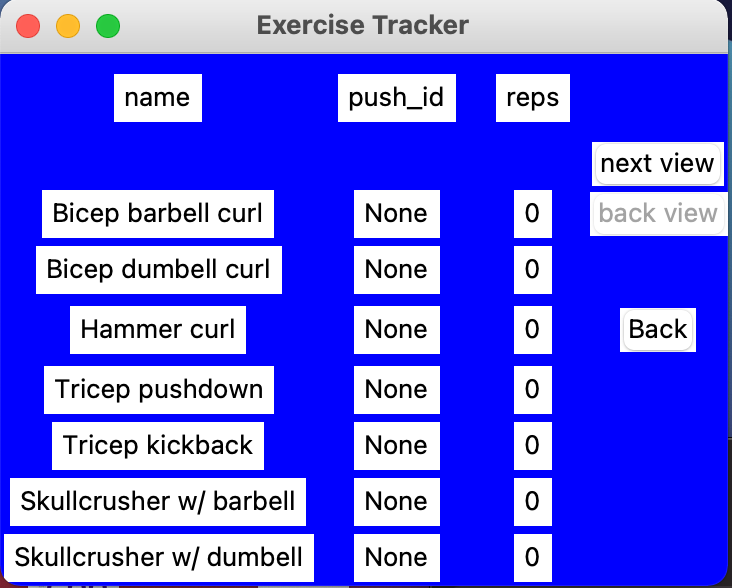 Exercise Tracker
name push_id reps
next view
Bicep barbell curl None 0 back view
Bicep dumbell curl None 0
Hammer curl None 0 Back
Tricep pushdown None 0
Tricep kickback None 0
Skullcrusher w/ barbell None 0
Skullcrusher w/ dumbell None 0